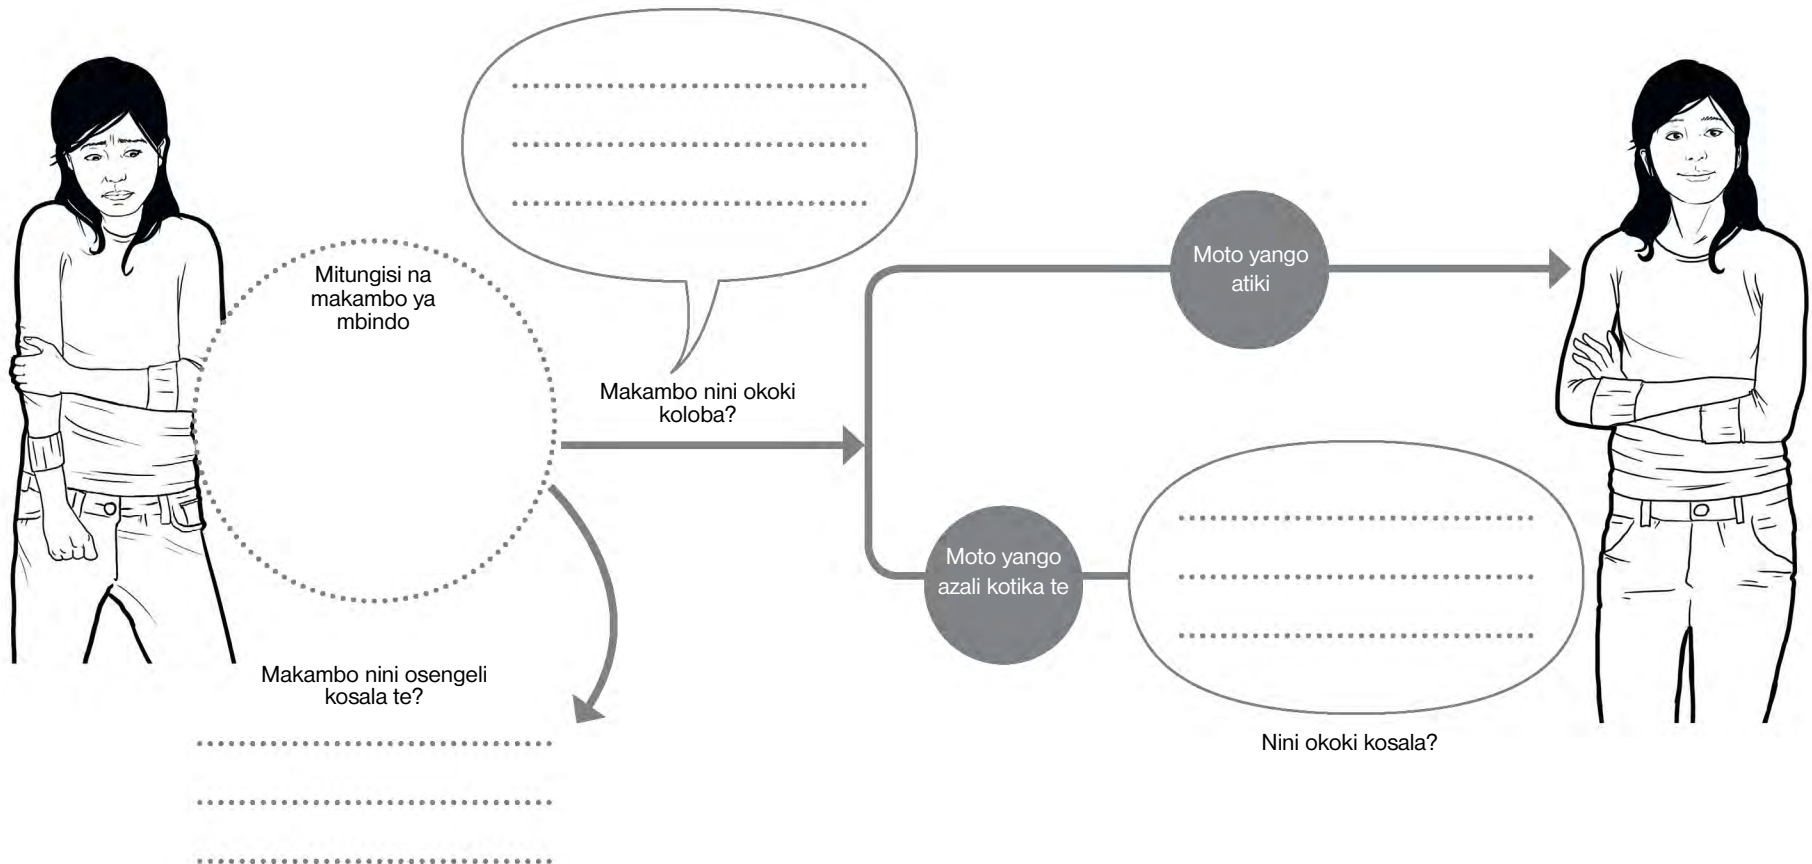 Mitungisi na
makambo ya
mbindo
Makambo nini okoki
koloba?
Moto yango
atiki
Moto yango
azali kotika te
Makambo nini osengeli
kosala te?
Nini okoki kosala?